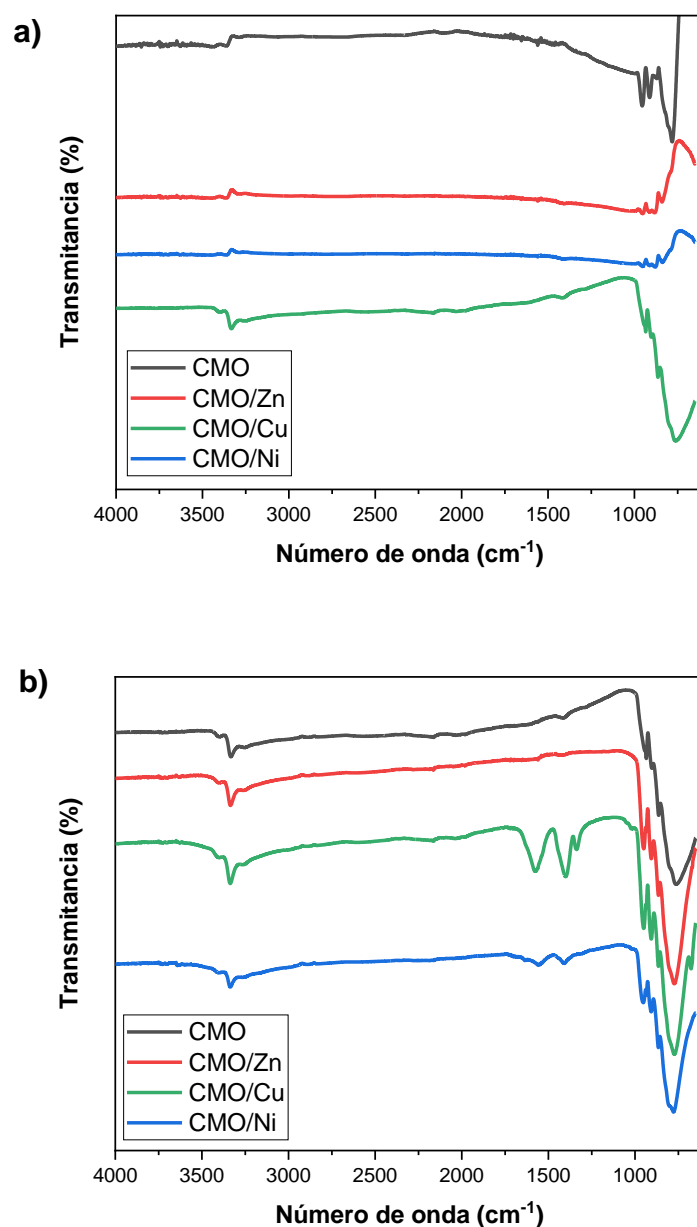 a)
Transmitancia (%)
CMO
CMO/Zn
CMO/Cu
CMO/Ni
4000 3500 3000 2500 2000 1500 1000
Número de onda (cm⁻¹)
b)
Transmitancia (%)
CMO
CMO/Zn
CMO/Cu
CMO/Ni
4000 3500 3000 2500 2000 1500 1000
Número de onda (cm⁻¹)